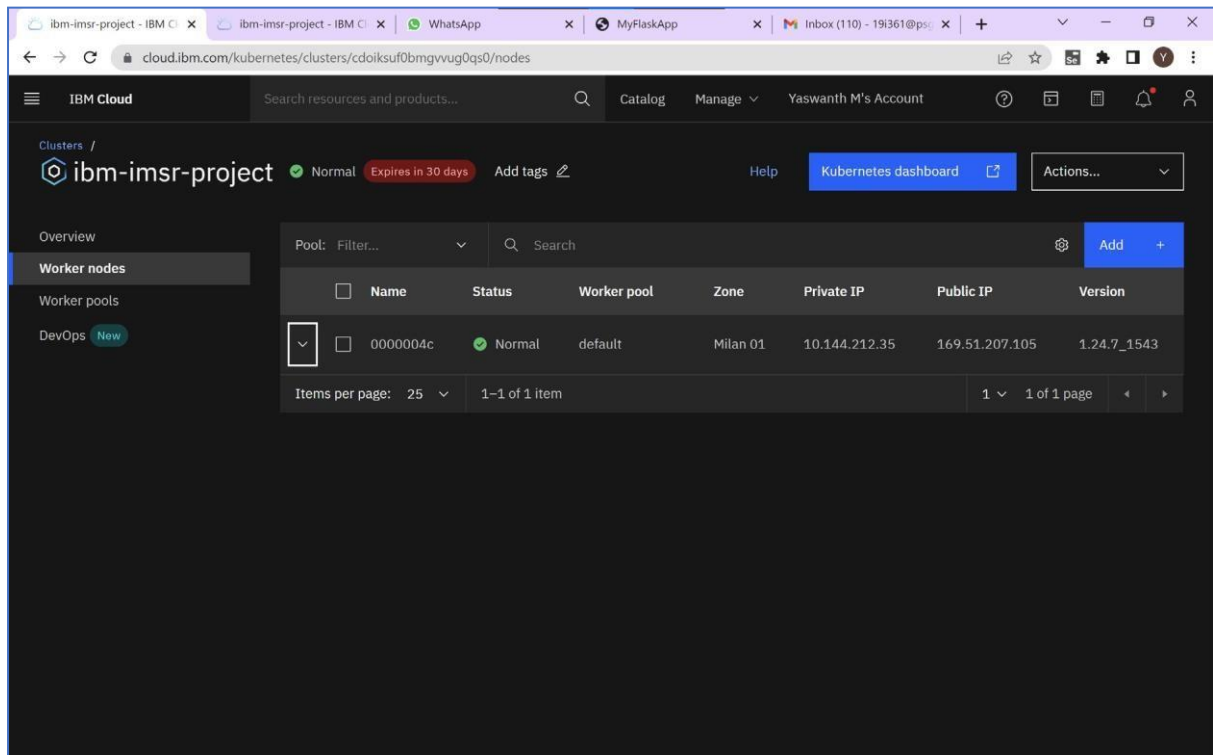 ibm-imsr-project - IBM Cl ibm-imsr-project - IBM Cl WhatsApp MyFlaskApp Inbox (110) - 19i361@psg
cloud.ibm.com/kubernetes/clusters/cdoiksuf0bmgvvug0qs0/nodes Se Y
IBM Cloud Search resources and products... Catalog Manage Yaswanth M's Account
Clusters /
ibm-imsr-project Normal Expires in 30 days Add tags Help Kubernetes dashboard Actions...
Overview
Worker nodes
Worker pools
DevOps New
Pool: Filter... Search Add +
Name Status Worker pool Zone Private IP Public IP Version
0000004c Normal default Milan 01 10.144.212.35 169.51.207.105 1.24.7_1543
Items per page: 25 1–1 of 1 item 1 1 of 1 page